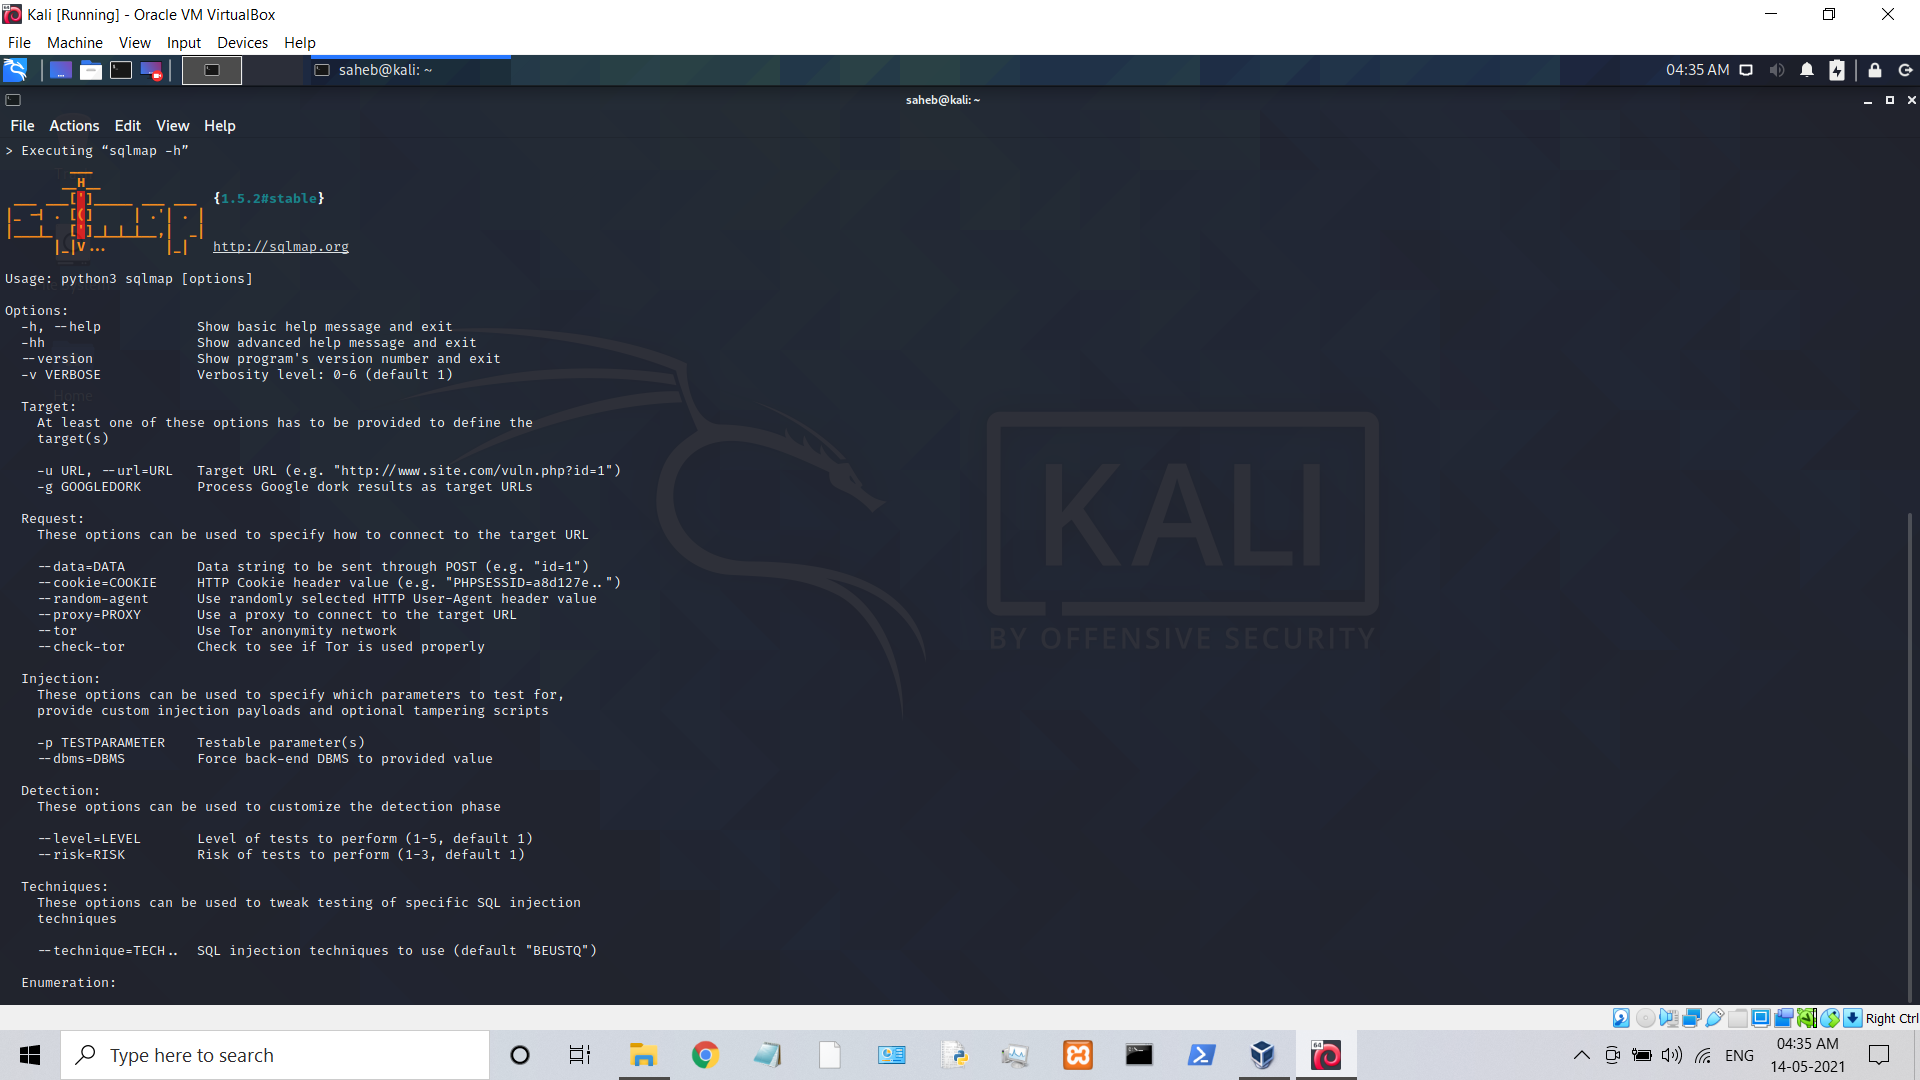 Kali [Running] - Oracle VM VirtualBox
File Machine View Input Devices Help
saheb@kali: ~
04:35 AM
saheb@kali: ~
File Actions Edit View Help
> Executing “sqlmap -h”
{1.5.2#stable}
http://sqlmap.org
Usage: python3 sqlmap [options]
Options:
-h, --help Show basic help message and exit
-hh Show advanced help message and exit
--version Show program's version number and exit
-v VERBOSE Verbosity level: 0-6 (default 1)
Home
Target:
At least one of these options has to be provided to define the
target(s)
-u URL, --url=URL Target URL (e.g. "http://www.site.com/vuln.php?id=1")
-g GOOGLEDORK Process Google dork results as target URLs
Request:
These options can be used to specify how to connect to the target URL
--data=DATA Data string to be sent through POST (e.g. "id=1")
--cookie=COOKIE HTTP Cookie header value (e.g. "PHPSESSID=a8d127e..")
--random-agent Use randomly selected HTTP User-Agent header value
--proxy=PROXY Use a proxy to connect to the target URL
--tor Use Tor anonymity network
--check-tor Check to see if Tor is used properly
Injection:
These options can be used to specify which parameters to test for,
provide custom injection payloads and optional tampering scripts
-p TESTPARAMETER Testable parameter(s)
--dbms=DBMS Force back-end DBMS to provided value
Detection:
These options can be used to customize the detection phase
--level=LEVEL Level of tests to perform (1-5, default 1)
--risk=RISK Risk of tests to perform (1-3, default 1)
Techniques:
These options can be used to tweak testing of specific SQL injection
techniques
--technique=TECH.. SQL injection techniques to use (default "BEUSTQ")
Enumeration:
KALI
BY OFFENSIVE SECURITY
Right Ctrl
Type here to search
ENG
04:35 AM
14-05-2021